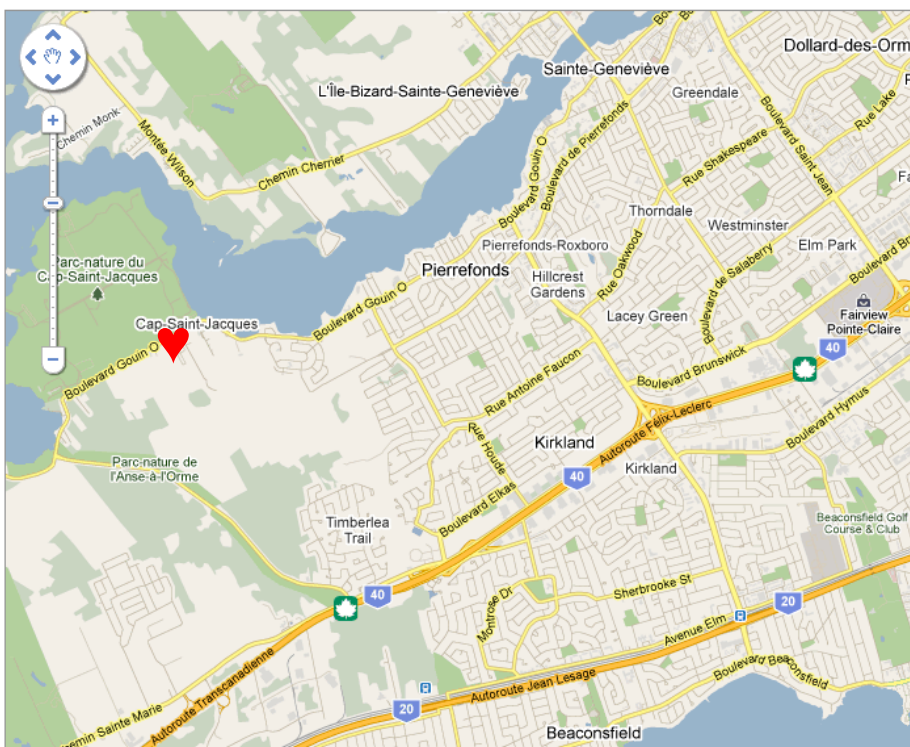 Dollard-des-Orm
Sainte-Geneviève
L'Île-Bizard-Sainte-Geneviève
Greendale
Chemin Monk
Montée Wilson
Chemin Cherrier
Boulevard Gouin O
Boulevard de Pierrefonds
Boulevard Saint Jean
Rue Lake
Rue Shakespeare
Thorndale
Westminster
Elm Park
Pierrefonds-Roxboro
Pierrefonds
Hillcrest
Gardens
Rue Oakwood
Boulevard de Salaberry
Parc-nature du
Cap-Saint-Jacques
Cap-Saint-Jacques
Boulevard Gouin O
Boulevard Gouin O
Lacey Green
Fairview
Pointe-Claire
40
Boulevard Brunswick
Rue Antoine Faucon
Autoroute Félix-Leclerc
Boulevard Hymus
Rue Houde
Kirkland
Kirkland
40
Parc-nature de
l'Anse-à-l'Orme
Boulevard Elkas
Timberlea
Trail
Beaconsfield Golf
Course & Club
40
Sherbrooke St
Montrose Dr
20
Avenue Elm
Autoroute Transcanadienne
Autoroute Jean Lesage
Boulevard Beaconsfield
20
Chemin Sainte Marie
Beaconsfield